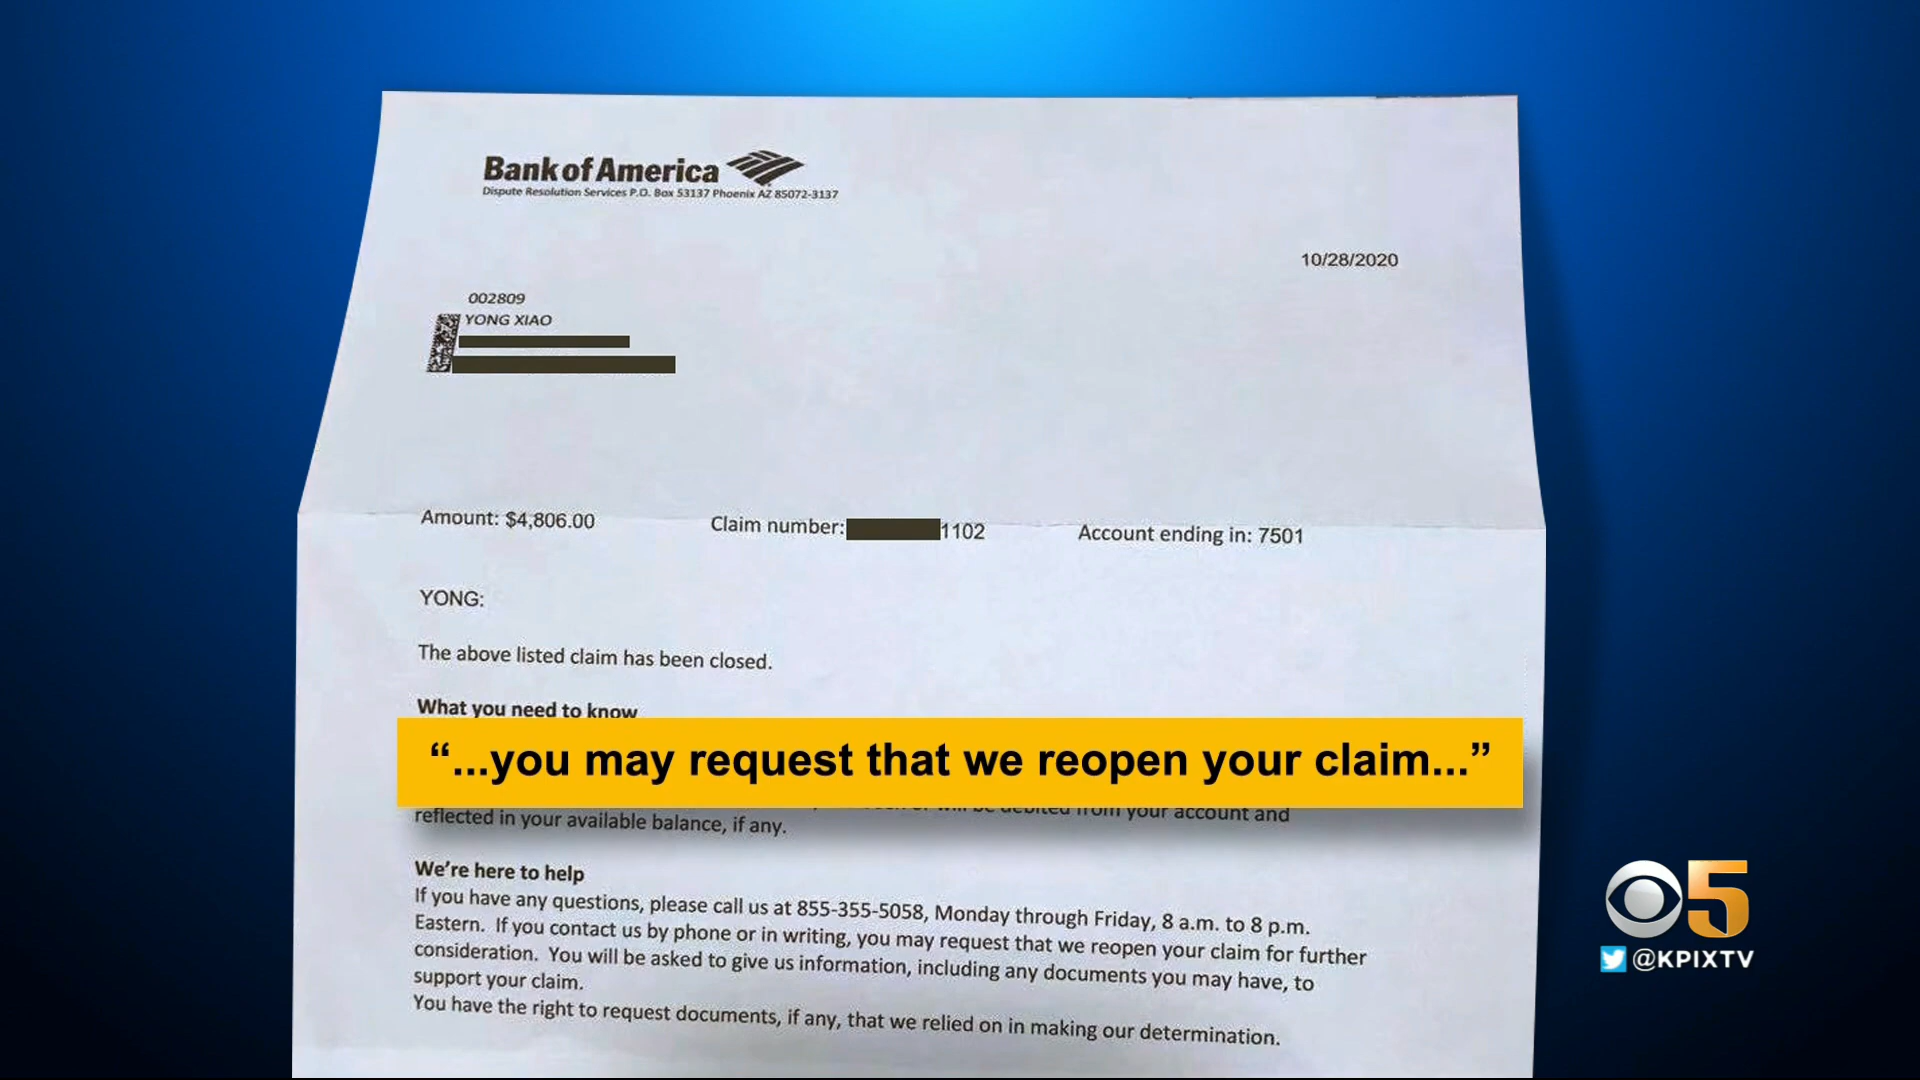 Bank of America
Dispute Resolution Services P.O. Box 53137 Phoenix AZ 85072-3137
10/28/2020
002809
YONG XIAO
Amount: $4,806.00 Claim number: 1102 Account ending in: 7501
YONG:
The above listed claim has been closed.
What you need to know
“...you may request that we reopen your claim...”
will be debited from your account and
reflected in your available balance, if any.
We’re here to help
If you have any questions, please call us at 855-355-5058, Monday through Friday, 8 a.m. to 8 p.m.
Eastern. If you contact us by phone or in writing, you may request that we reopen your claim for further
consideration. You will be asked to give us information, including any documents you may have, to
support your claim.
You have the right to request documents, if any, that we relied on in making our determination.
5
@KPIXTV